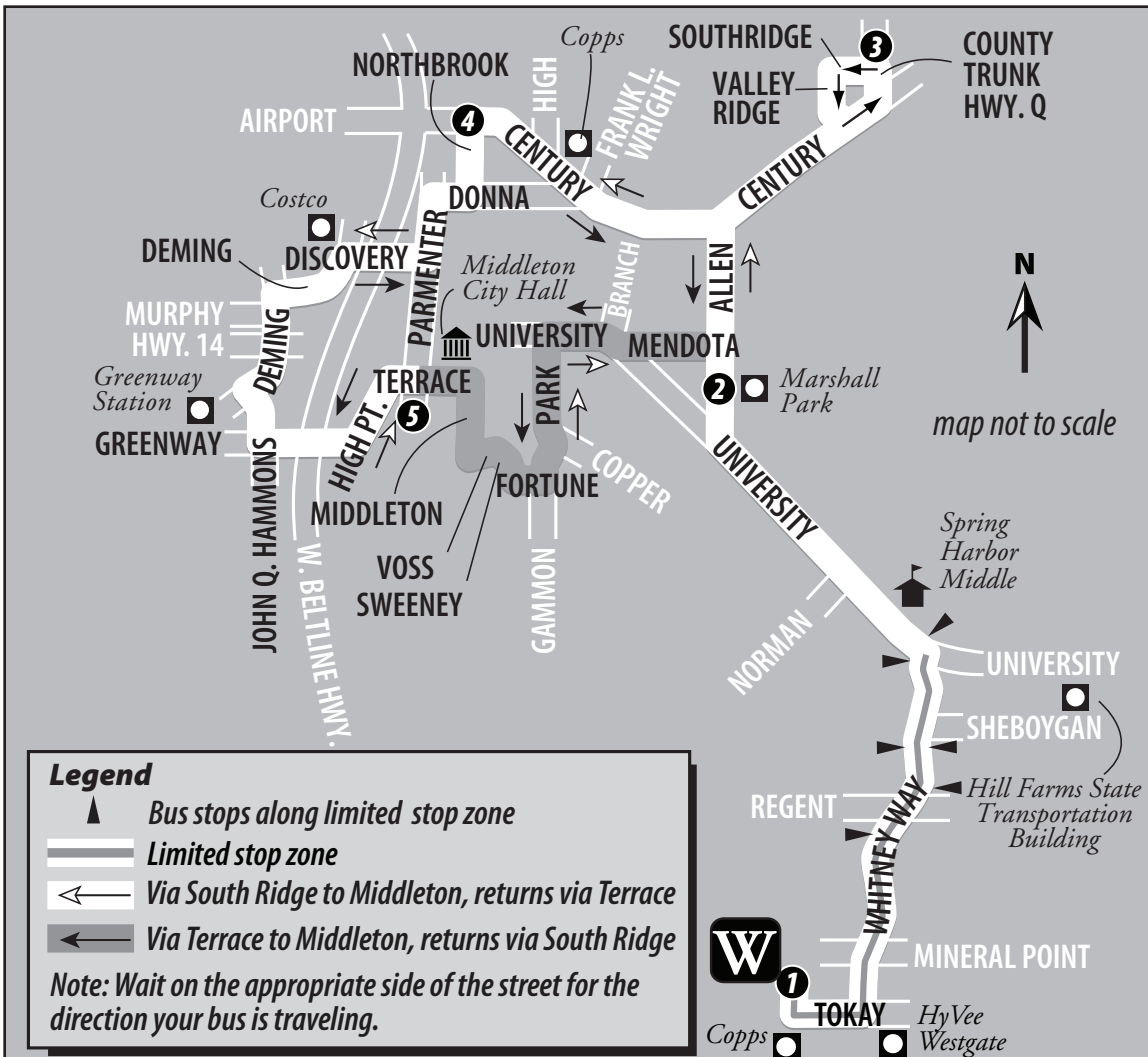 Copps
SOUTHRIDGE
3
COUNTY
TRUNK
HWY. Q
NORTHBROOK
VALLEY
RIDGE
HIGH
FRANK L.
WRIGHT
AIRPORT
4
CENTURY
CENTURY
Costco
DONNA
DEMING
DISCOVERY
PARMENTER
Middleton
City Hall
BRANCH
ALLEN
N
MURPHY
HWY. 14
UNIVERSITY
MENDOTA
DEMING
Greenway
Station
TERRACE
PARK
2
Marshall
Park
map not to scale
GREENWAY
HIGH PT.
5
JOHN Q. HAMMONS
MIDDLETON
FORTUNE
COPPER
UNIVERSITY
W. BELTLINE HWY.
VOSS
SWEENEY
GAMMON
Spring
Harbor
Middle
NORMAN
UNIVERSITY
SHEBOYGAN
REGENT
Hill Farms State
Transportation
Building
WHITNEY WAY
MINERAL POINT
W
1
TOKAY
Copps
HyVee
Westgate
Legend
Bus stops along limited stop zone
Limited stop zone
Via South Ridge to Middleton, returns via Terrace
Via Terrace to Middleton, returns via South Ridge
Note: Wait on the appropriate side of the street for the
direction your bus is traveling.